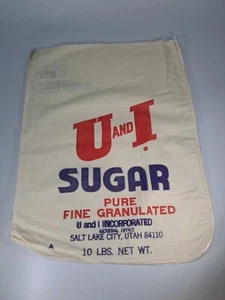 U AND I
SUGAR
PURE
FINE GRANULATED
U and I INCORPORATED
GENERAL OFFICE
SALT LAKE CITY, UTAH 84110
A 10 LBS. NET WT.